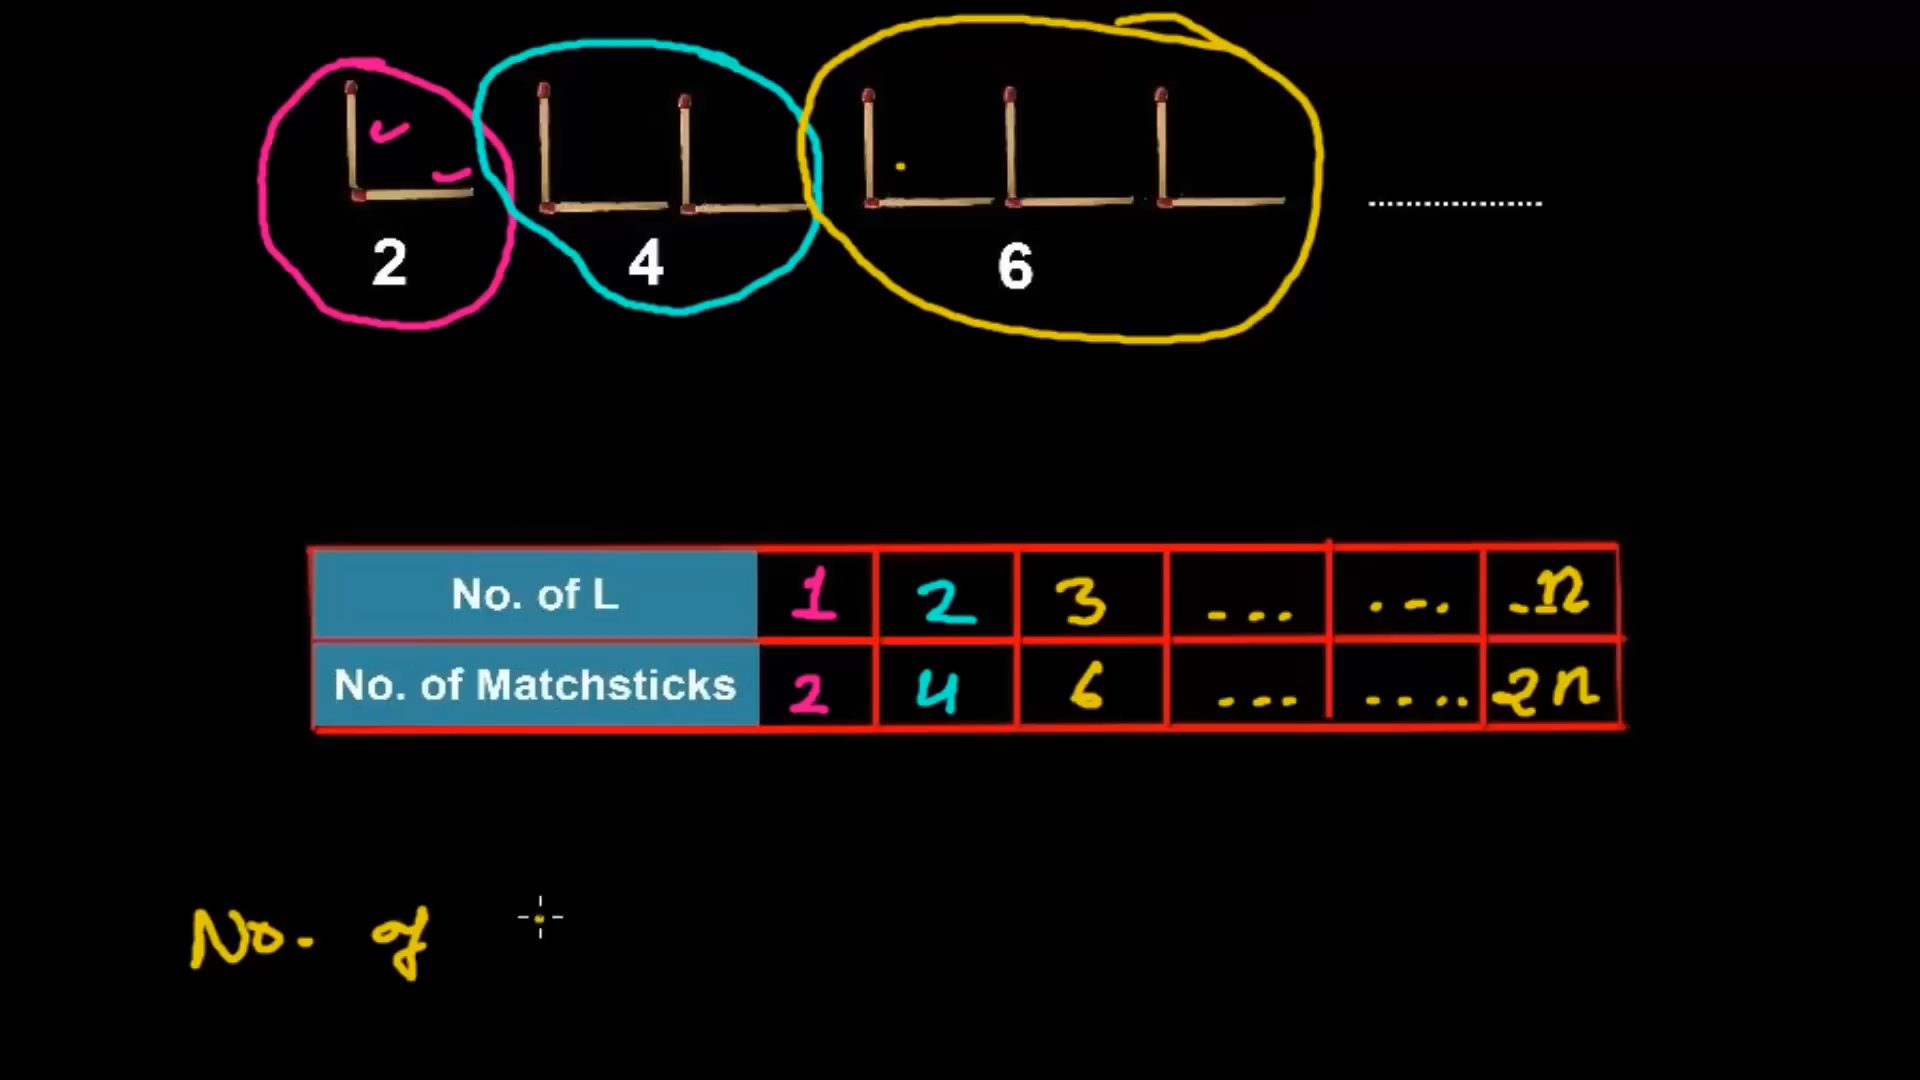 2 4 6 ..................
No. of L 1 2 3 ... ... ..n
No. of Matchsticks 2 4 6 ... .... 2n
No. of